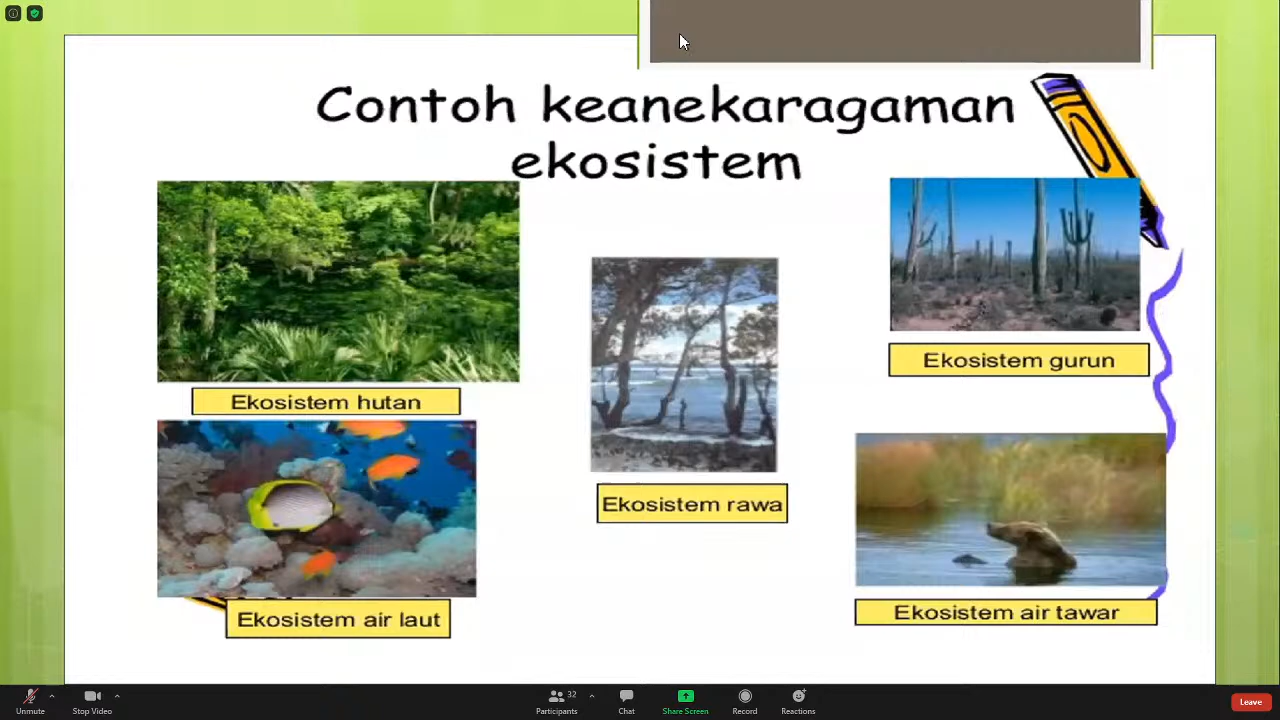 Contoh keanekaragaman
ekosistem
Ekosistem hutan
Ekosistem gurun
Ekosistem rawa
Ekosistem air laut
Ekosistem air tawar
Unmute
Stop Video
32
Participants
Chat
Share Screen
Record
Reactions
Leave